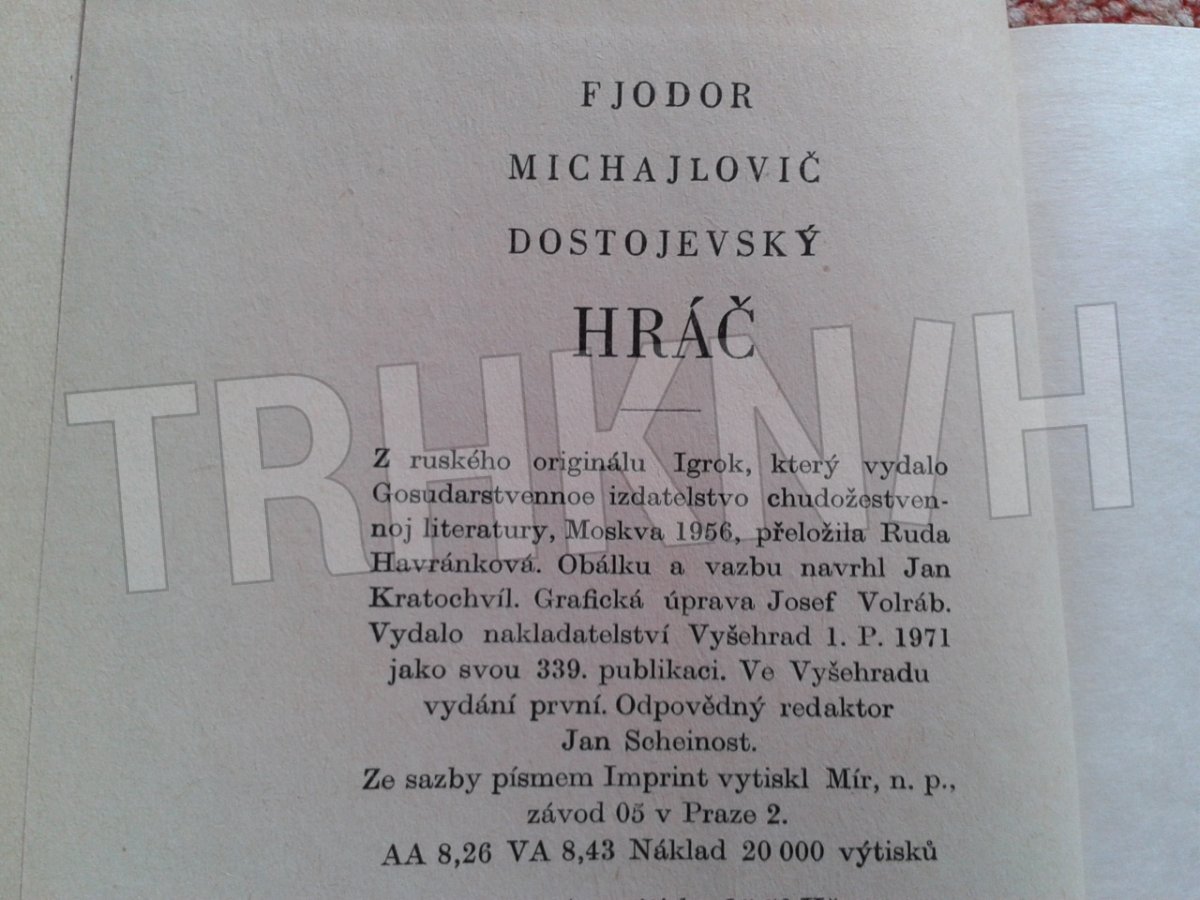 FJODOR
MICHAJLOVIČ
DOSTOJEVSKÝ
HRÁČ
Z ruského originálu Igrok, který vydalo
Gosudarstvennoe izdatelstvo chudožestven-
noj literatury, Moskva 1956, přeložila Ruda
Havránková. Obálku a vazbu navrhl Jan
Kratochvíl. Grafická úprava Josef Volráb.
Vydalo nakladatelství Vyšehrad 1. P. 1971
jako svou 339. publikaci. Ve Vyšehradu
vydání první. Odpovědný redaktor
Jan Scheinost.
Ze sazby písmem Imprint vytiskl Mír, n. p.,
závod 05 v Praze 2.
AA 8,26 VA 8,43 Náklad 20 000 výtisků
TRHKNIH